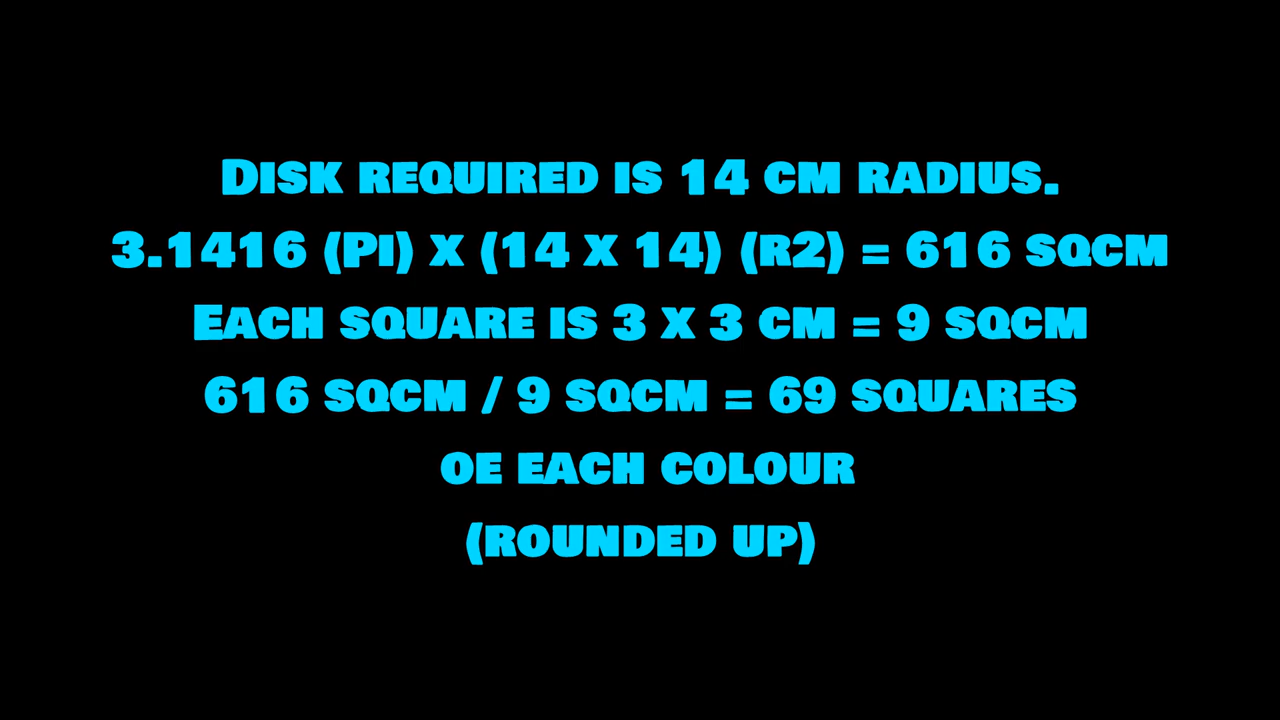 Disk required is 14 cm radius.
3.1416 (Pi) x (14 x 14) (r2) = 616 sqcm
Each square is 3 x 3 cm = 9 sqcm
616 sqcm / 9 sqcm = 69 squares
oe each colour
(rounded up)